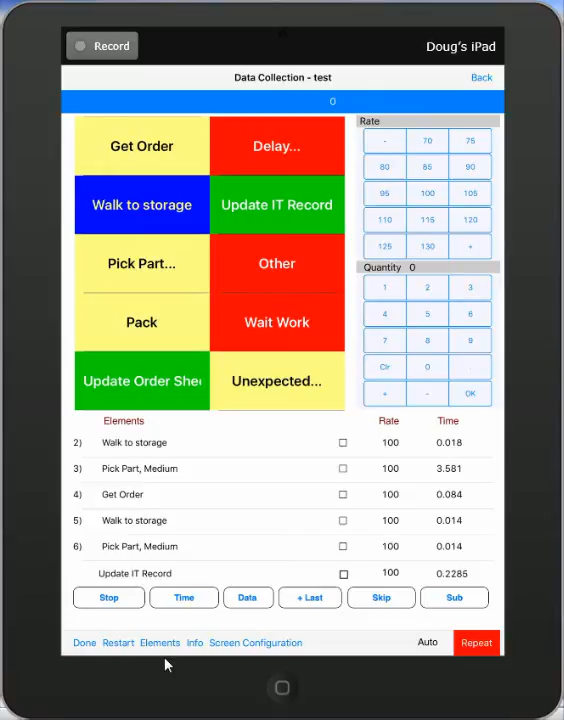 Record
Doug's iPad
Data Collection - test
Back
0
Get Order
Delay...
Walk to storage
Update IT Record
Pick Part...
Other
Pack
Wait Work
Update Order Shee
Unexpected...
Rate
- 70 75
80 85 90
95 100 105
110 115 120
125 130 +
Quantity 0
1 2 3
4 5 6
7 8 9
Clr 0 .
+ - OK
Elements Rate Time
2) Walk to storage 100 0.018
3) Pick Part, Medium 100 3.581
4) Get Order 100 0.084
5) Walk to storage 100 0.014
6) Pick Part, Medium 100 0.014
Update IT Record 100 0.2285
Stop Time Data + Last Skip Sub
Done Restart Elements Info Screen Configuration Auto Repeat